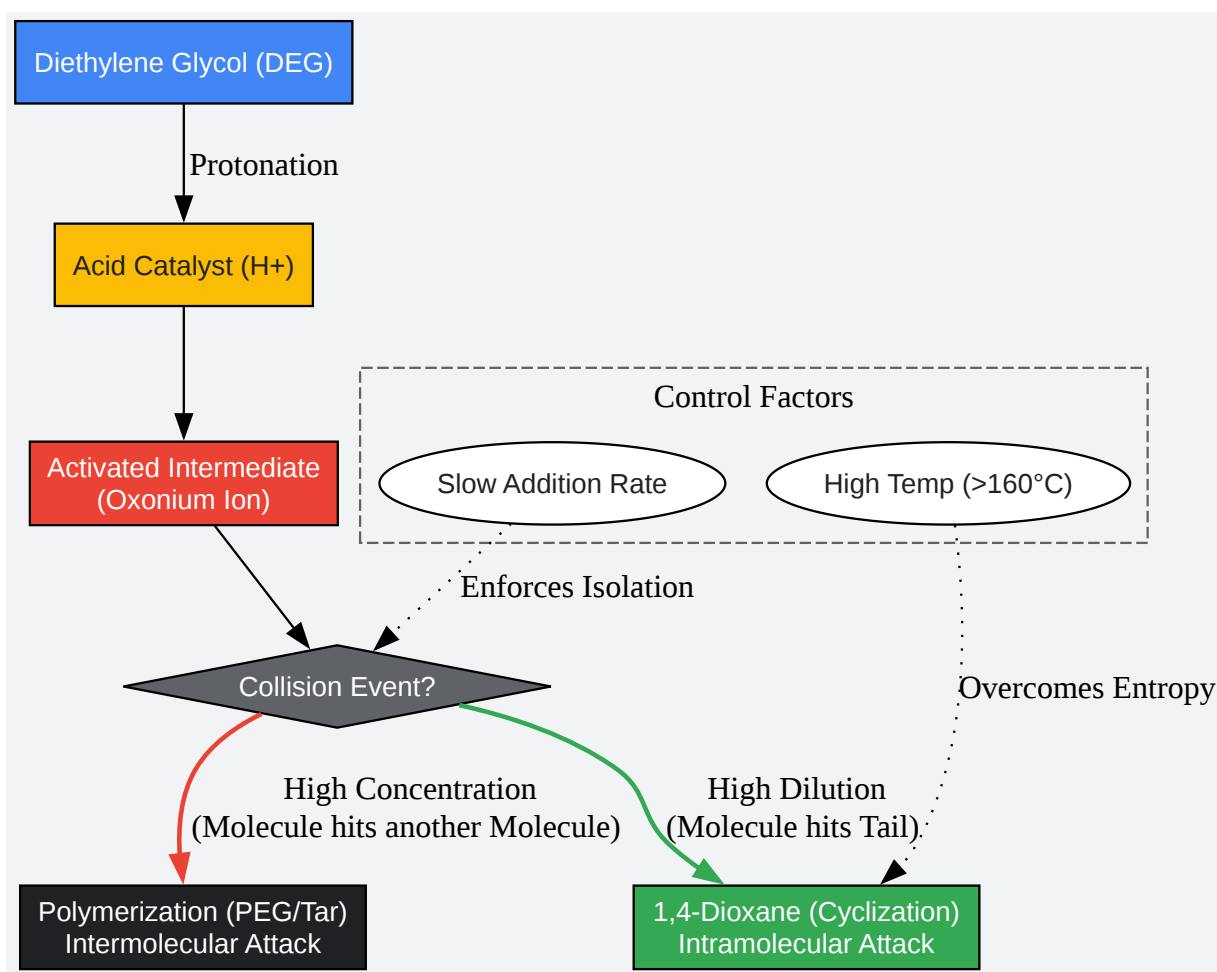 Diethylene Glycol (DEG)
Protonation
Acid Catalyst (H+)
Control Factors
Activated Intermediate
(Oxonium Ion)
Slow Addition Rate
High Temp (>160°C)
Enforces Isolation
Collision Event?
Overcomes Entropy
High Concentration
(Molecule hits another Molecule)
High Dilution
(Molecule hits Tail)
Polymerization (PEG/Tar)
Intermolecular Attack
1,4-Dioxane (Cyclization)
Intramolecular Attack